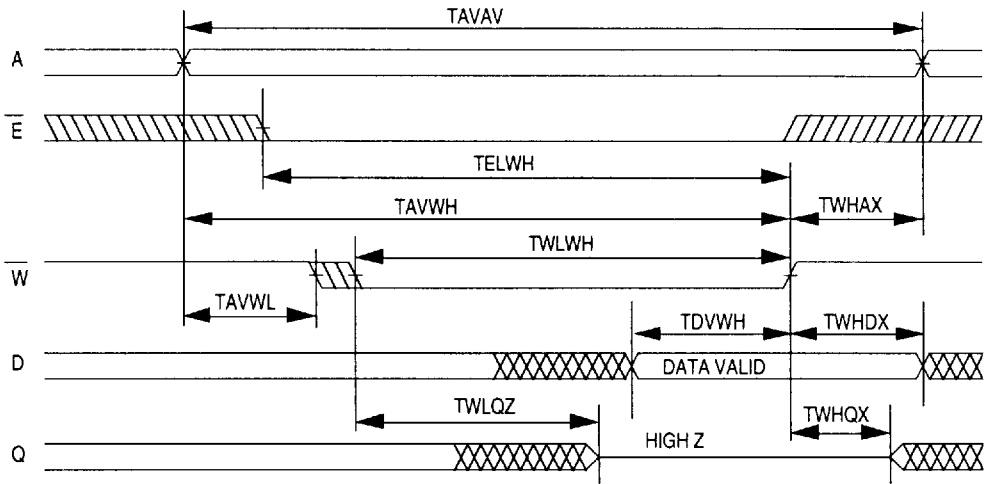 TAVAV
A
E
TELWH
TAVWH
TWHAX
TWLWH
W
TAVWL
TDVWH
TWHDX
D
DATA VALID
TWLQZ
TWHQX
Q
HIGH Z